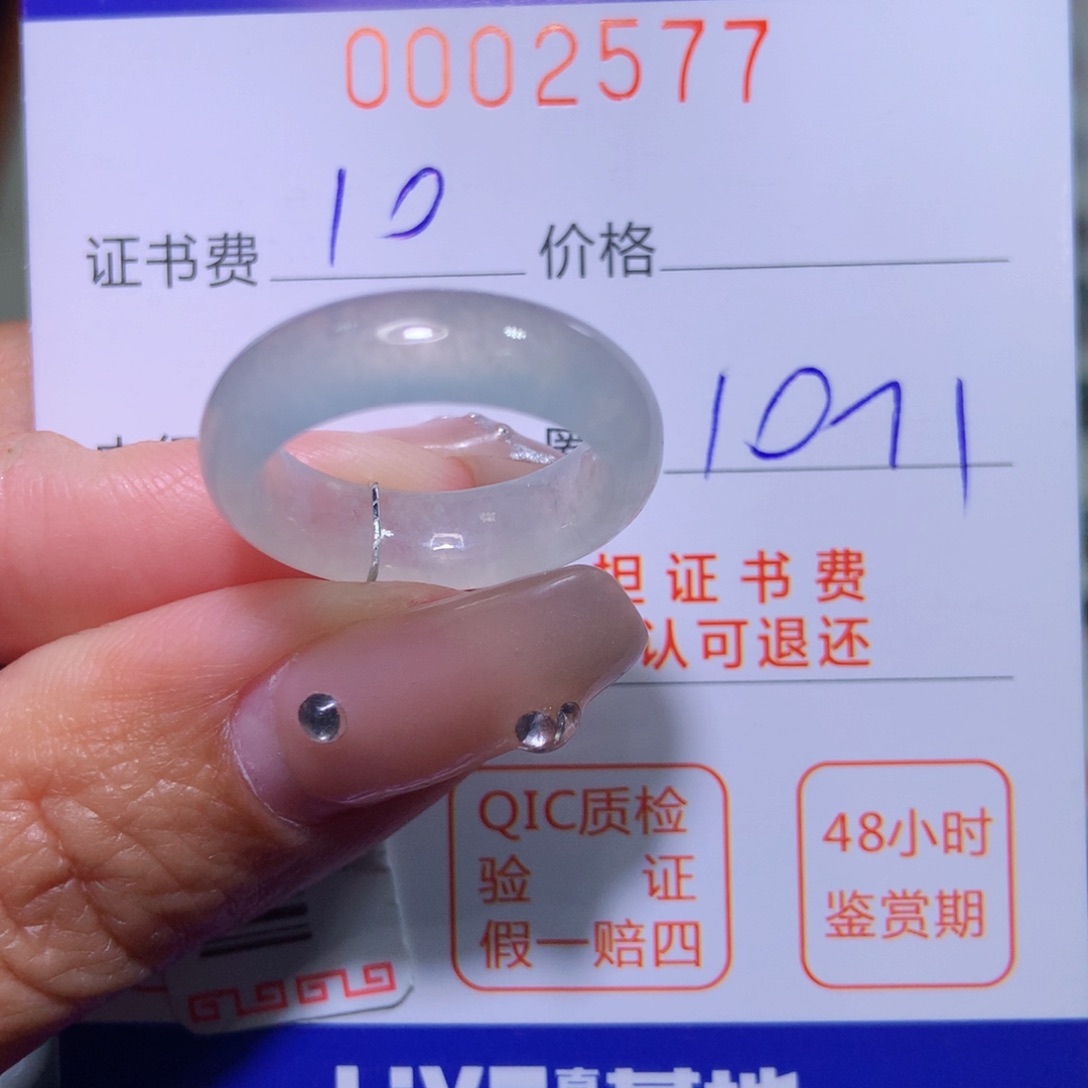 0002577
证书费 10 价格
圈 1071
担证书费
认可退还
QIC质检
验证
假一赔四
48小时
鉴赏期